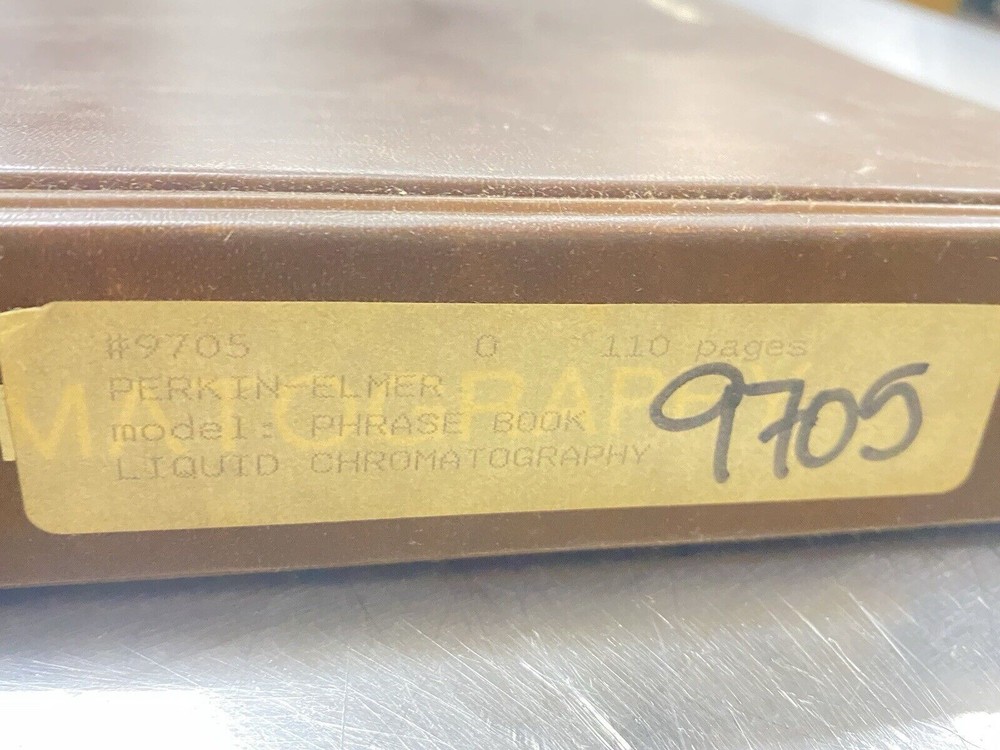 #9705 0 110 pages
PERKIN-ELMER
model: PHRASE BOOK
LIQUID CHROMATOGRAPHY
9705